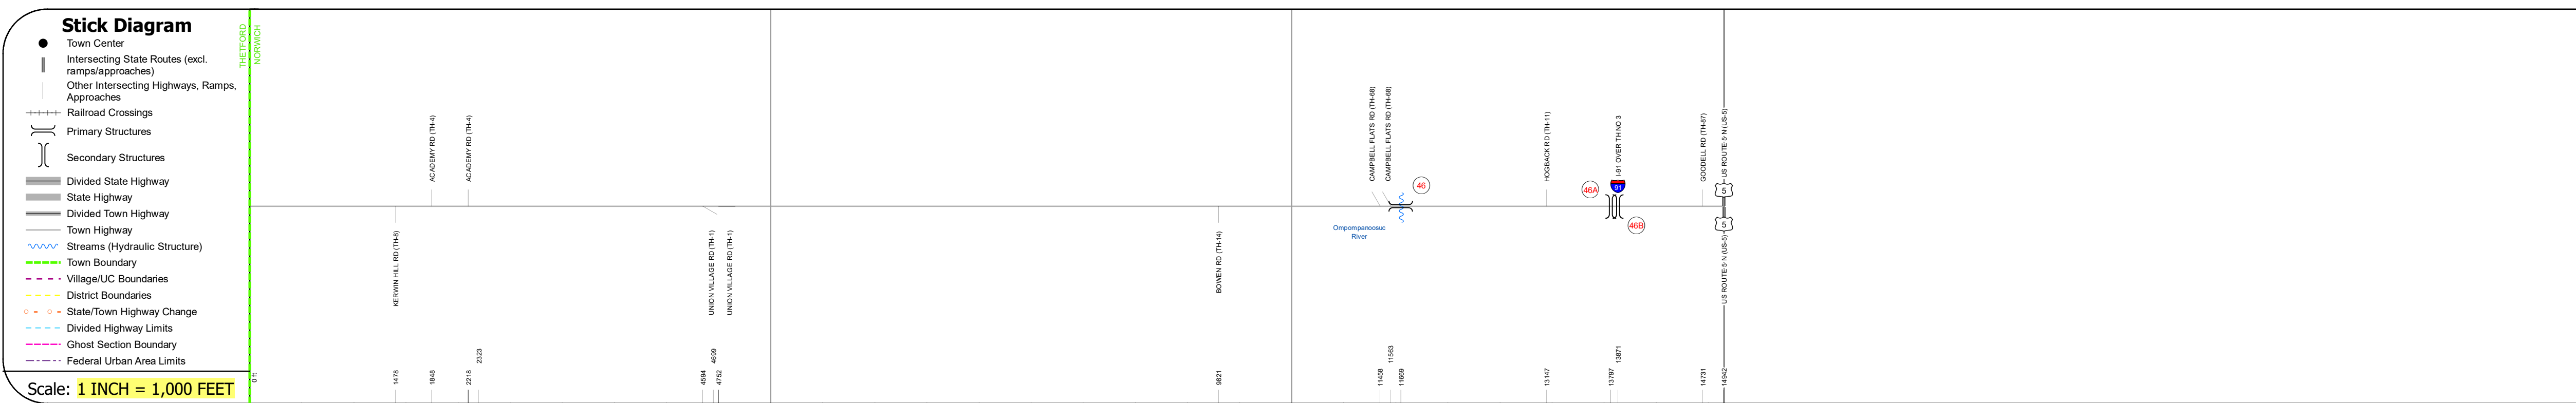 Stick Diagram
Town Center
Intersecting State Routes (excl.
ramps/approaches)
Other Intersecting Highways, Ramps,
Approaches
Railroad Crossings
Primary Structures
Secondary Structures
Divided State Highway
State Highway
Divided Town Highway
Town Highway
Streams (Hydraulic Structure)
Town Boundary
Village/UC Boundaries
District Boundaries
State/Town Highway Change
Divided Highway Limits
Ghost Section Boundary
Federal Urban Area Limits
Scale: 1 INCH = 1,000 FEET
THETFORD
NORWICH
ACADEMY RD (TH-4)
ACADEMY RD (TH-4)
CAMPBELL FLATS RD (TH-68)
CAMPBELL FLATS RD (TH-68)
HOGBACK RD (TH-11)
I-91 OVER TH NO 3
GOODELL RD (TH-87)
US ROUTE 5 N (US-5)
46
46A
91
5
46B
5
Ompompanoosuc
River
KERWIN HILL RD (TH-8)
UNION VILLAGE RD (TH-1)
UNION VILLAGE RD (TH-1)
BOWEN RD (TH-14)
US ROUTE 5 N (US-5)
0 ft
1478
1848
2218
2323
4594
4699
4752
9821
11458
11563
11669
13147
13797
13871
14731
14942